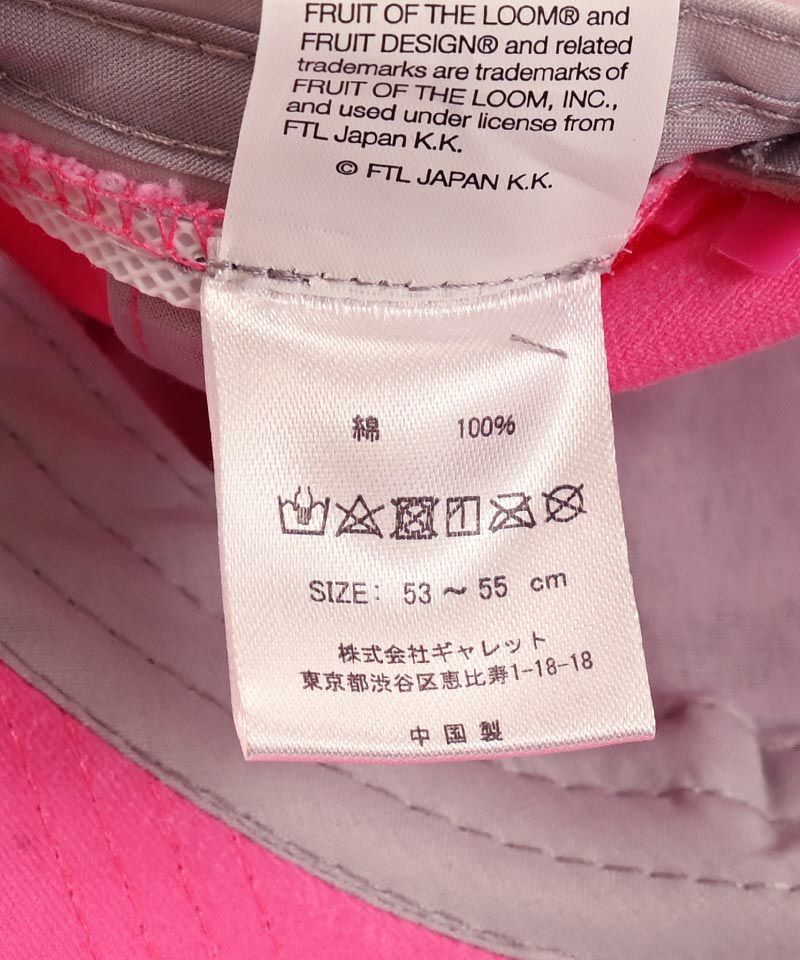 FRUIT OF THE LOOM® and
FRUIT DESIGN® and related
trademarks are trademarks of
FRUIT OF THE LOOM, INC.,
and used under license from
FTL Japan K.K.
© FTL JAPAN K.K.
綿 100%
SIZE: 53 ~ 55 cm
株式会社ギャレット
東京都渋谷区恵比寿1-18-18
中国製